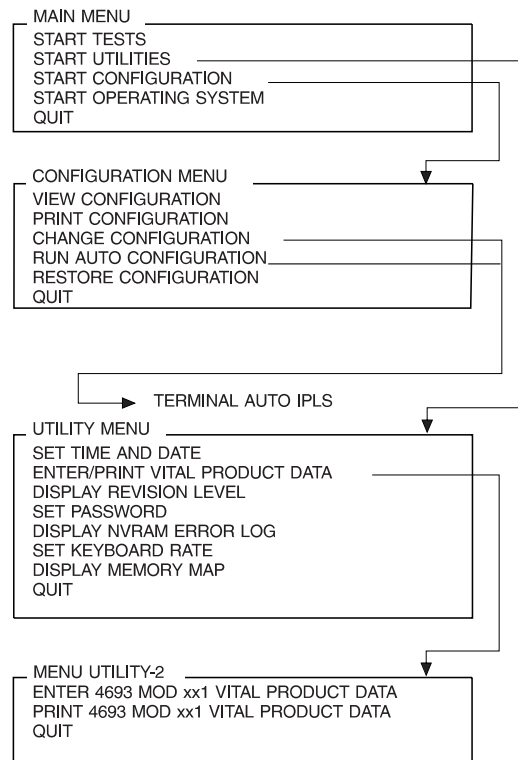 MAIN MENU
START TESTS
START UTILITIES
START CONFIGURATION
START OPERATING SYSTEM
QUIT
CONFIGURATION MENU
VIEW CONFIGURATION
PRINT CONFIGURATION
CHANGE CONFIGURATION
RUN AUTO CONFIGURATION
RESTORE CONFIGURATION
QUIT
TERMINAL AUTO IPLS
UTILITY MENU
SET TIME AND DATE
ENTER/PRINT VITAL PRODUCT DATA
DISPLAY REVISION LEVEL
SET PASSWORD
DISPLAY NVRAM ERROR LOG
SET KEYBOARD RATE
DISPLAY MEMORY MAP
QUIT
MENU UTILITY-2
ENTER 4693 MOD xx1 VITAL PRODUCT DATA
PRINT 4693 MOD xx1 VITAL PRODUCT DATA
QUIT